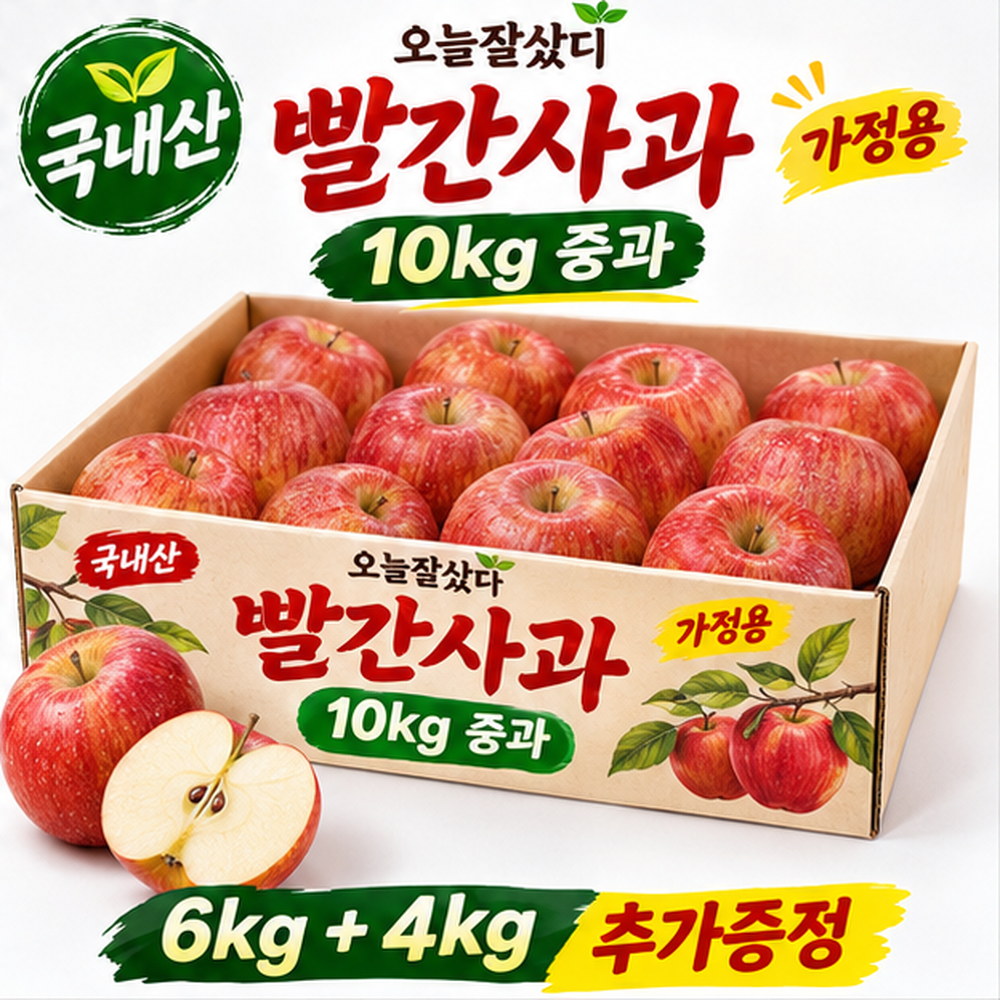 국내산
오늘잘샀디
빨간사과
가정용
10kg 중과
국내산
오늘잘샀다
빨간사과
가정용
10kg 중과
6kg + 4kg 추가증정